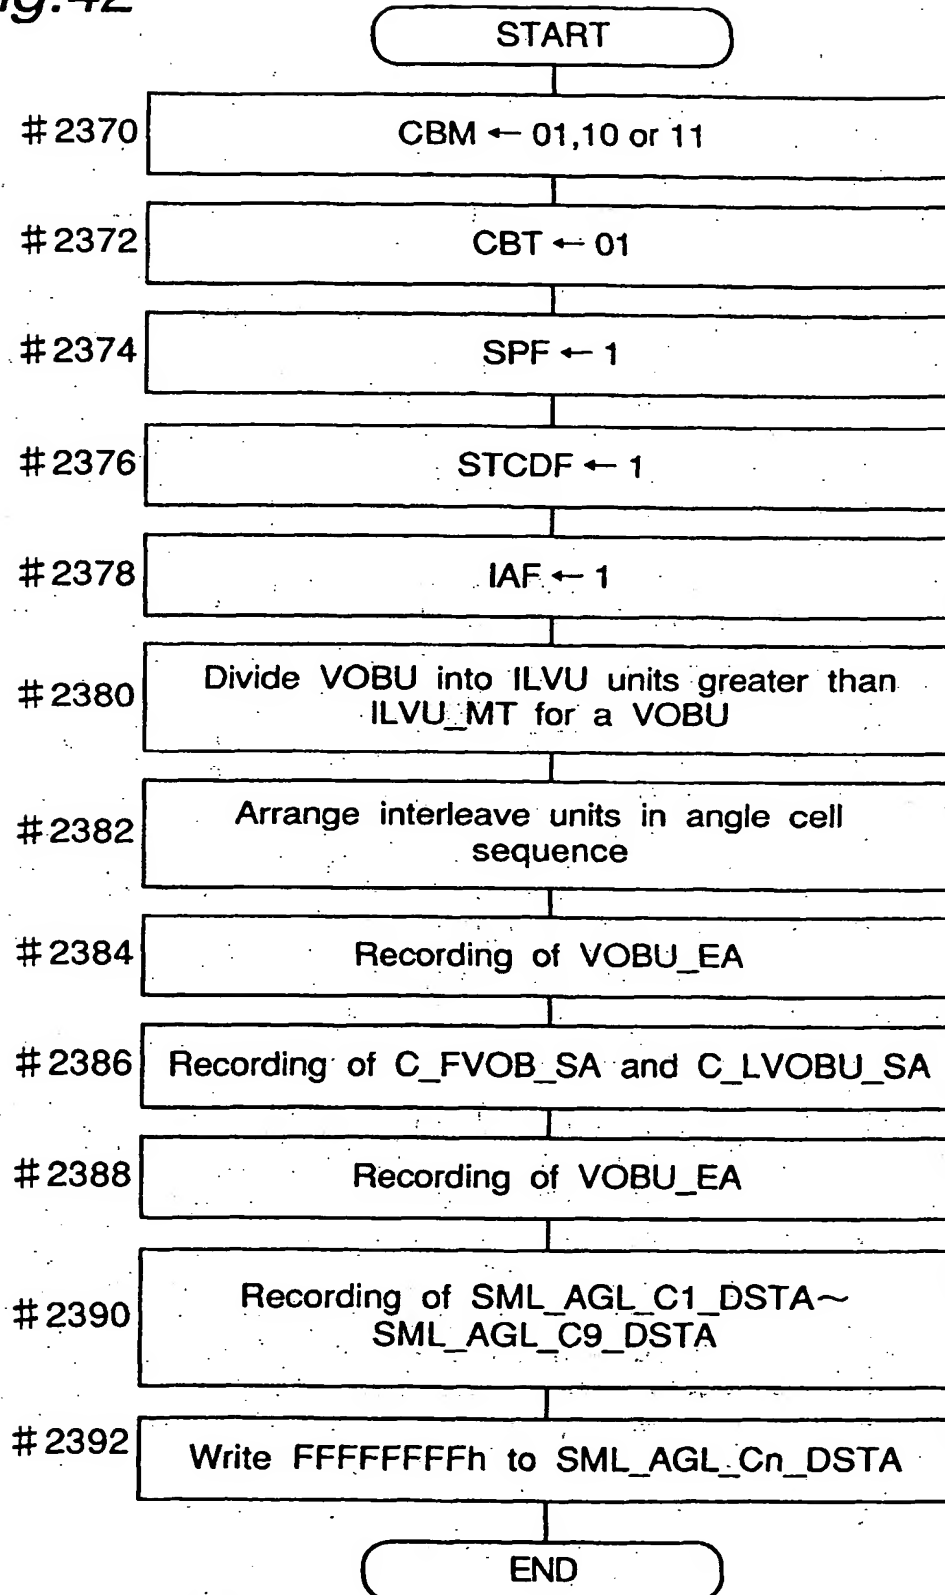 ig.42
START
#2370
CBM ← 01,10 or 11
#2372
CBT ← 01
#2374
SPF ← 1
#2376
STCDF ← 1
#2378
IAF ← 1
#2380
Divide VOBU into ILVU units greater than
ILVU_MT for a VOBU
#2382
Arrange interleave units in angle cell
sequence
#2384
Recording of VOBU_EA
#2386
Recording of C_FVOB_SA and C_LVOBU_SA
#2388
Recording of VOBU_EA
#2390
Recording of SML_AGL_C1_DSTA~
SML_AGL_C9_DSTA
#2392
Write FFFFFFFFh to SML_AGL_Cn_DSTA
END